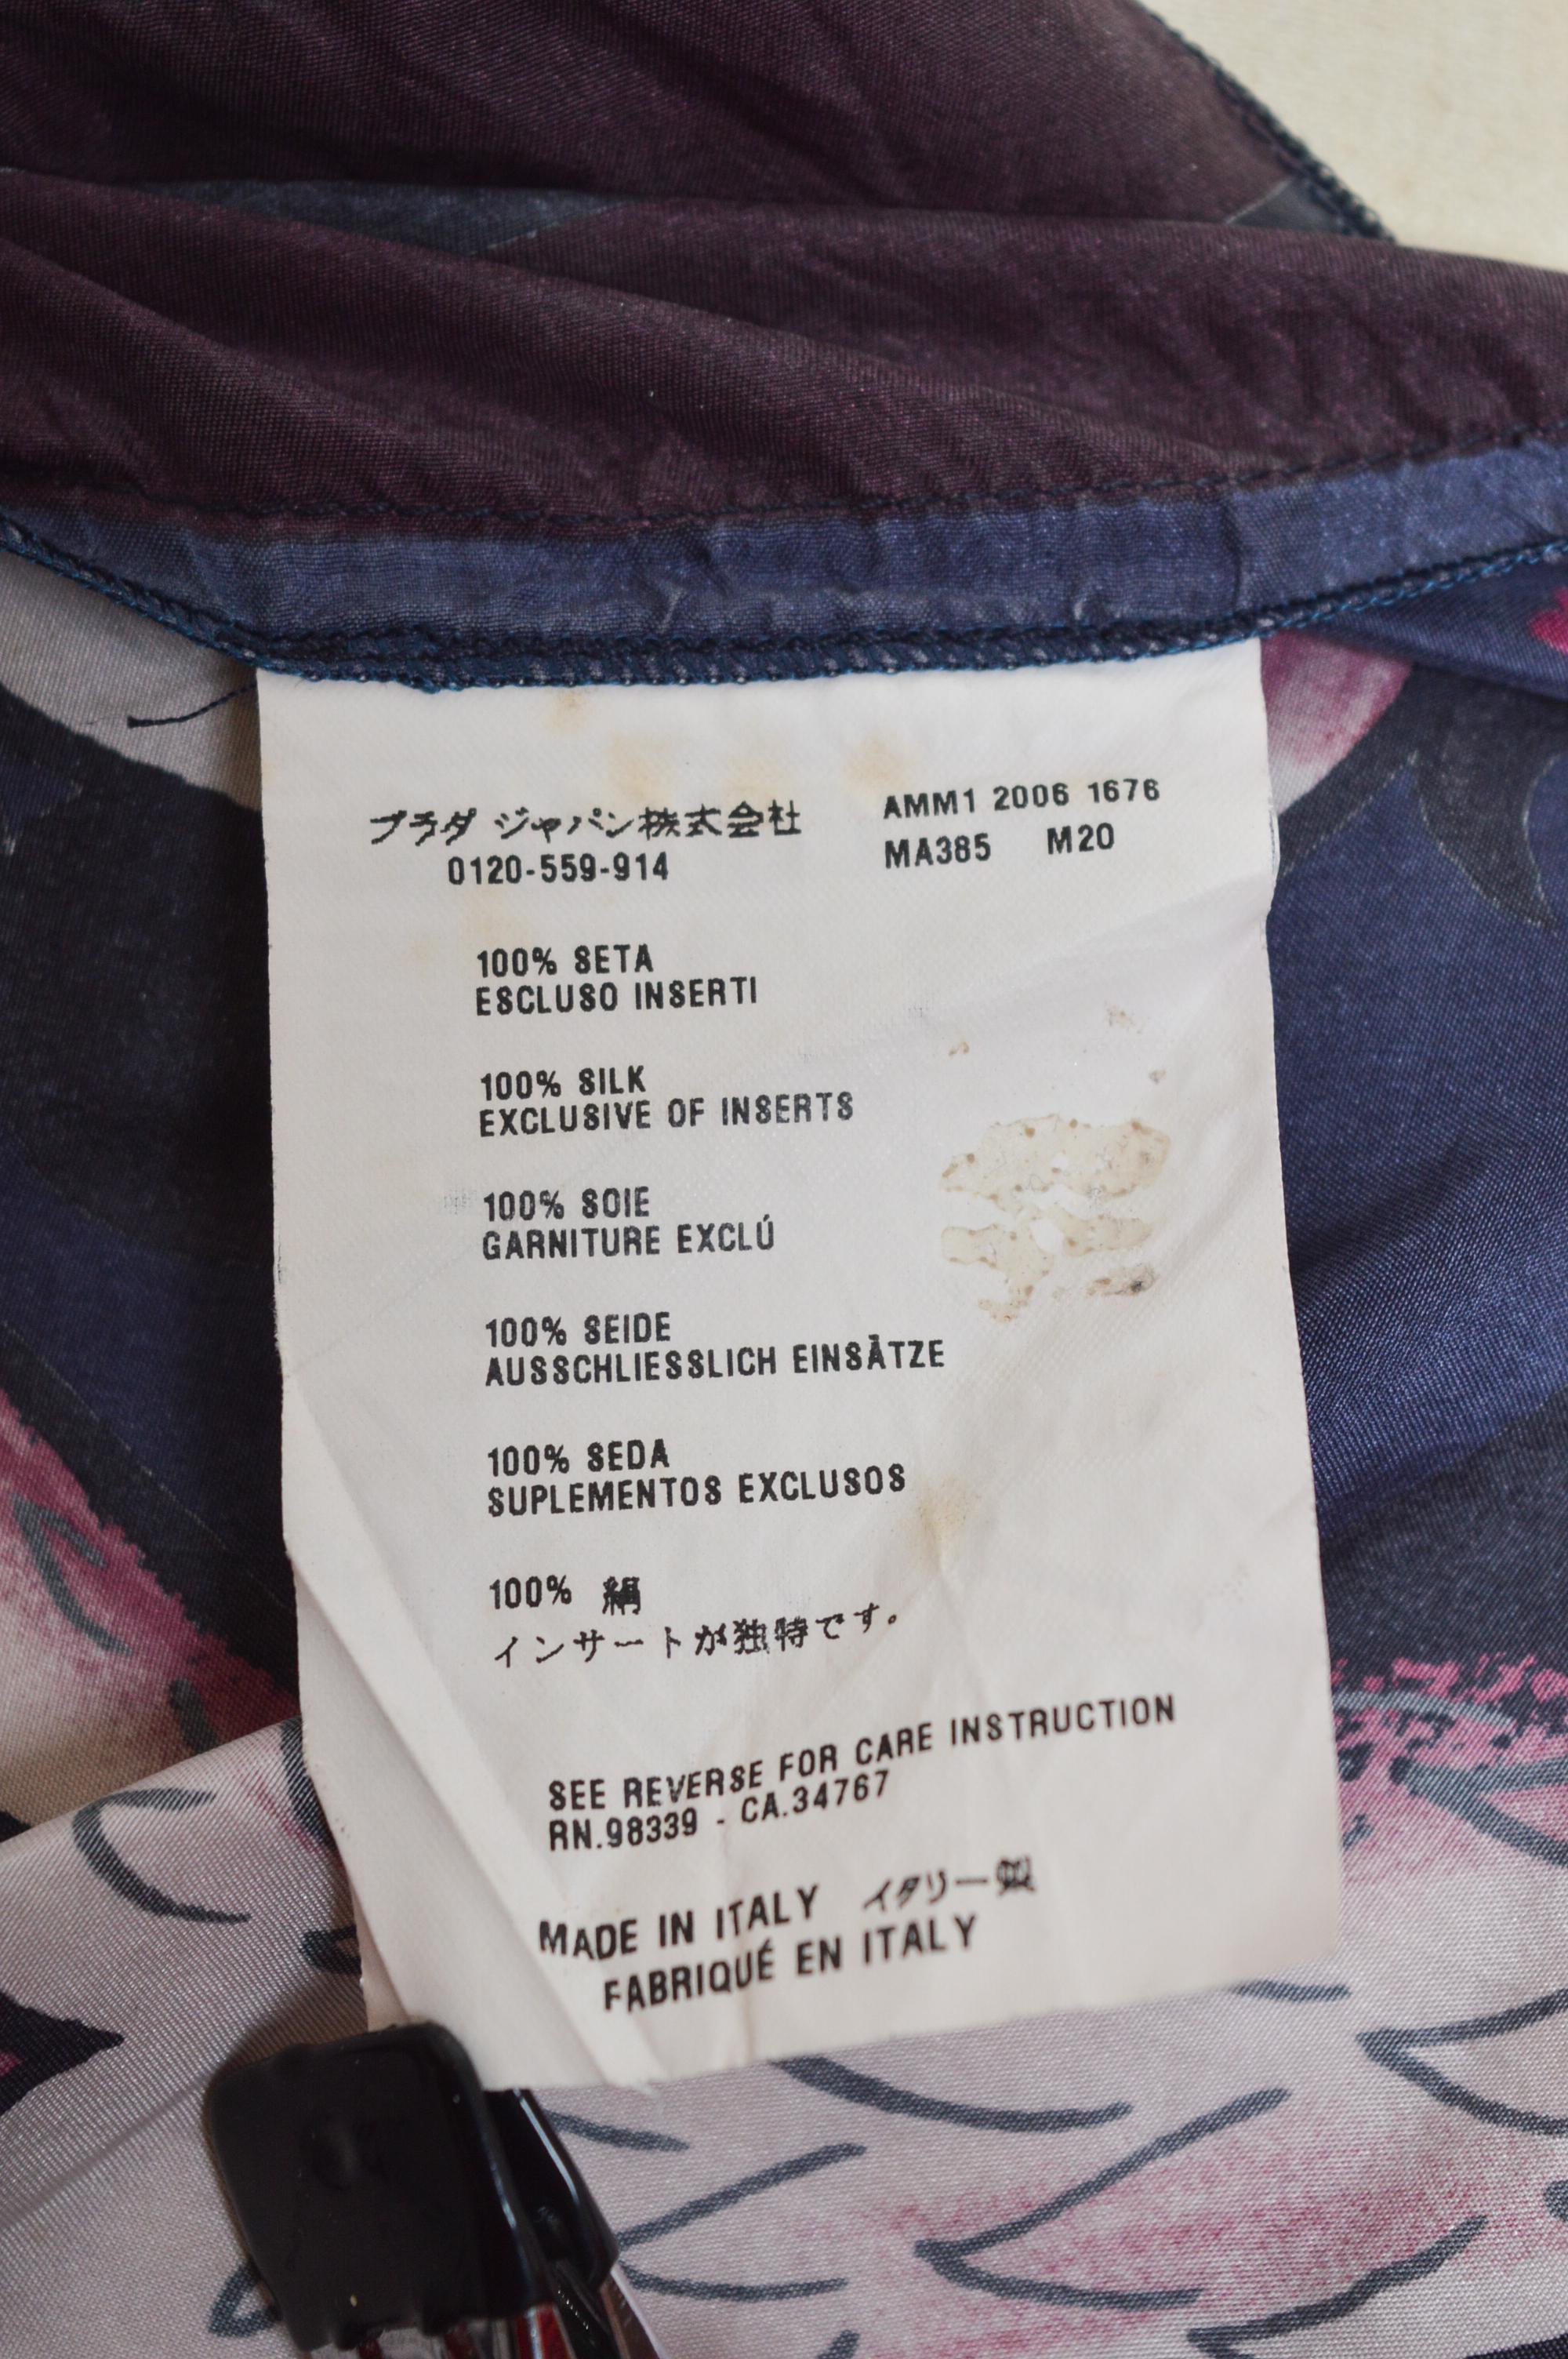 プラダ ジャパン株式会社
0120-559-914
AMM1 2006 1676
MA385 M20
100% SETA
ESCLUSO INSERTI
100% SILK
EXCLUSIVE OF INSERTS
100% SOIE
GARNITURE EXCLÚ
100% SEIDE
AUSSCHLIESSLICH EINSÄTZE
100% SEDA
SUPLEMENTOS EXCLUSOS
100% 絹
インサートが独特です。
SEE REVERSE FOR CARE INSTRUCTION
RN.98339 - CA.34767
MADE IN ITALY イタリー製
FABRIQUÉ EN ITALY